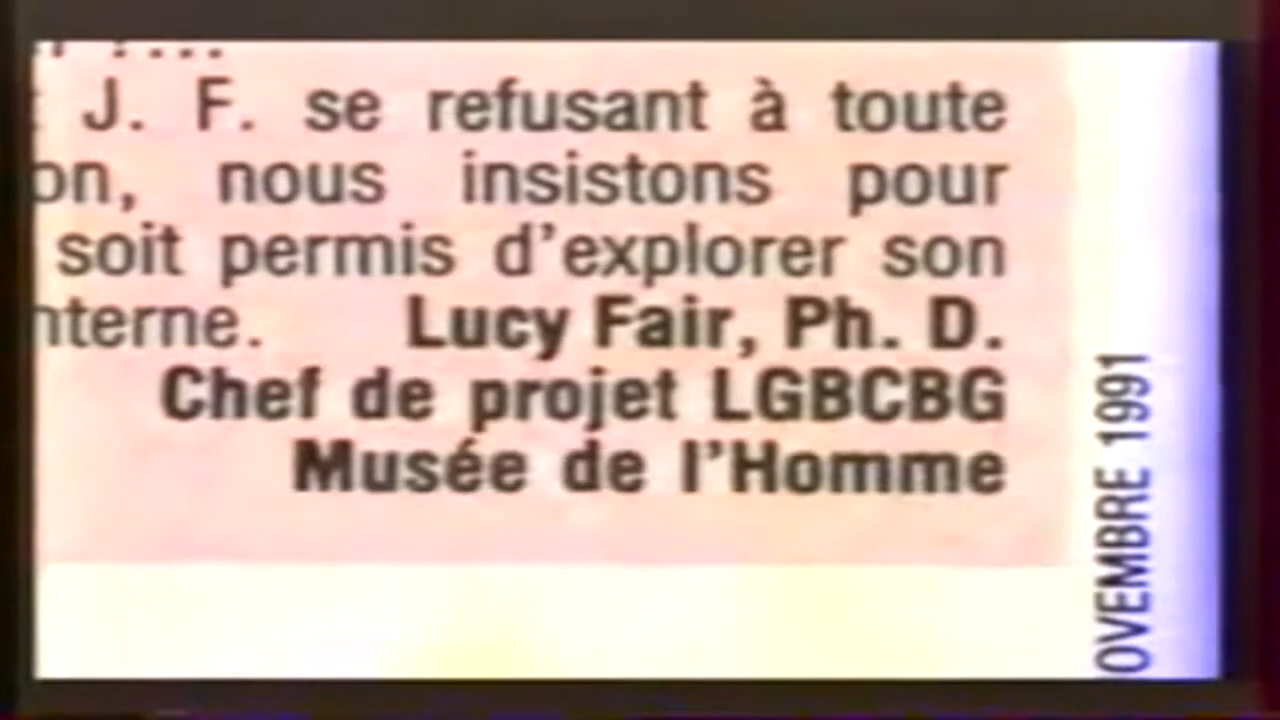 J. F. se refusant à toute
on, nous insistons pour
soit permis d'explorer son
nterne. Lucy Fair, Ph. D.
Chef de projet LGBCBG
Musée de l'Homme
OVEMBRE 1991